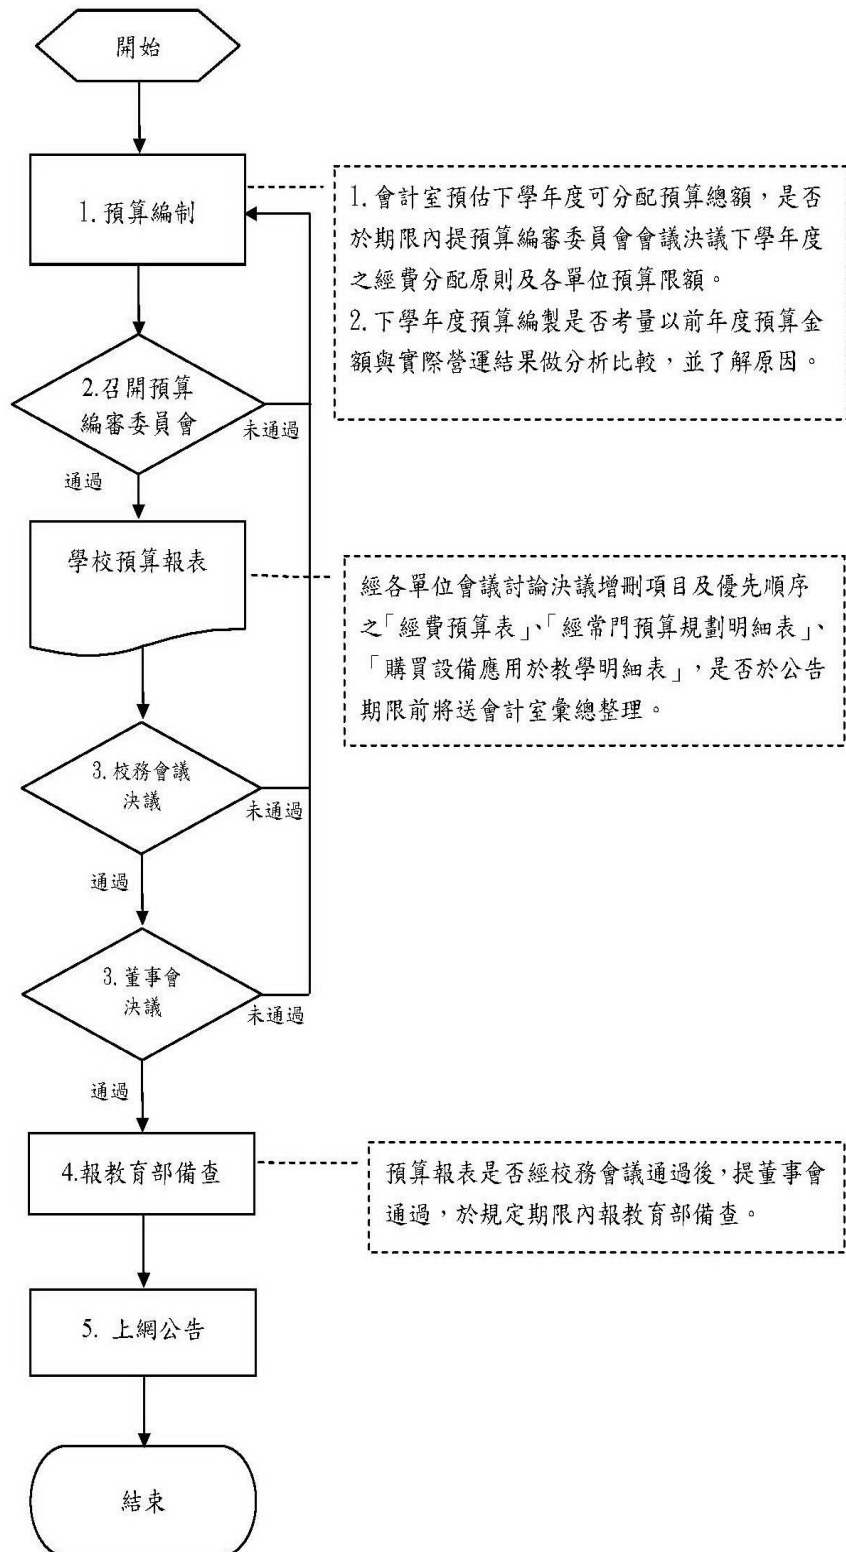 開始
1.預算編制
1.會計室預估下學年度可分配預算總額，是否
於期限內提預算編審委員會會議決議下學年度
之經費分配原則及各單位預算限額。
2.下學年度預算編製是否考量以前年度預算金
額與實際營運結果做分析比較，並了解原因。
2.召開預算
編審委員會
未通過
通過
學校預算報表
經各單位會議討論決議增刪項目及優先順序
之「經費預算表」、「經常門預算規劃明細表」、
「購買設備應用於教學明細表」，是否於公告
期限前將送會計室彙總整理。
3.校務會議
決議
未通過
通過
3.董事會
決議
未通過
通過
4.報教育部備查
預算報表是否經校務會議通過後，提董事會
通過，於規定期限內報教育部備查。
5. 上網公告
結束